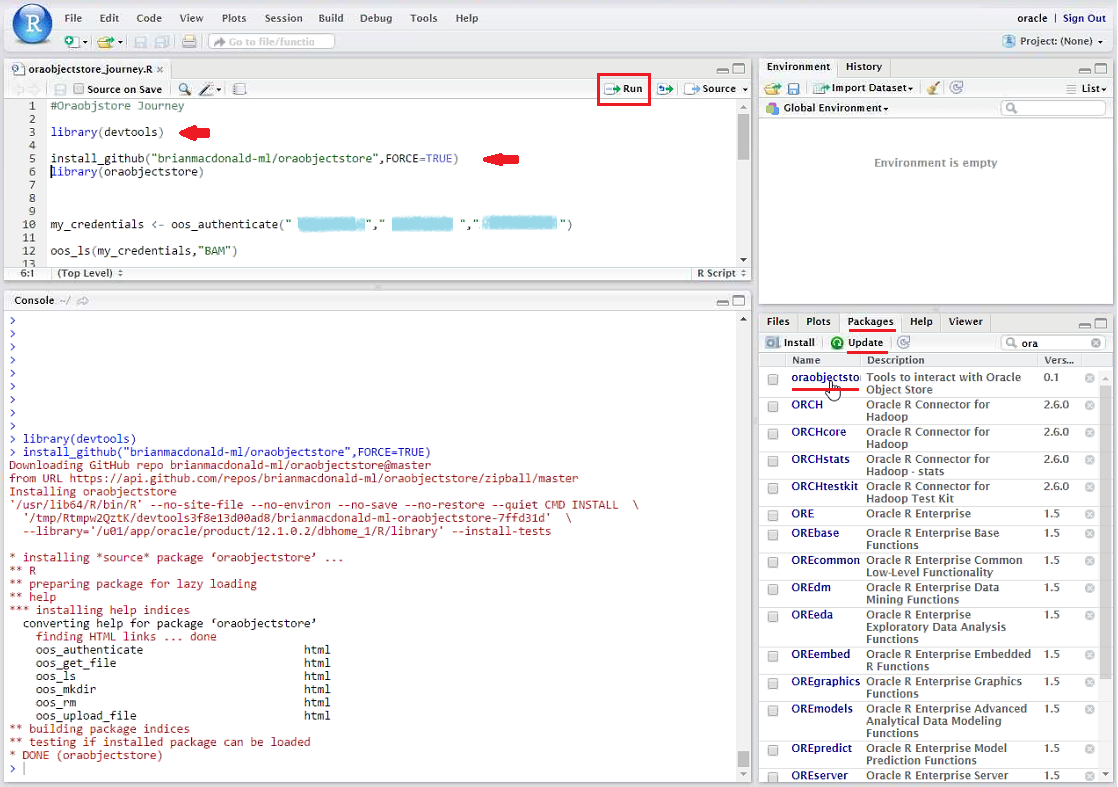 R
File Edit Code View Plots Session Build Debug Tools Help
oracle | Sign Out
Go to file/functio
Project: (None)
oraobjectstore_journey.R
Source on Save
Run
Source
1 #Oraobjstore Journey
2
3 library(devtools)
4
5 install_github("brianmacdonald-ml/oraobjectstore",FORCE=TRUE)
6 library(oraobjectstore)
7
8
9
10 my_credentials <- oos_authenticate(" "," "," ")
11
12 oos_ls(my_credentials,"BAM")
13
6:1 (Top Level) R Script
Console ~/
>
>
>
>
>
>
>
>
>
> library(devtools)
> install_github("brianmacdonald-ml/oraobjectstore",FORCE=TRUE)
Downloading GitHub repo brianmacdonald-ml/oraobjectstore@master
from URL https://api.github.com/repos/brianmacdonald-ml/oraobjectstore/zipball/master
Installing oraobjectstore
'/usr/lib64/R/bin/R' --no-site-file --no-environ --no-save --no-restore --quiet CMD INSTALL \
'/tmp/Rtmpw2QztK/devtools3f8e13d00ad8/brianmacdonald-ml-oraobjectstore-7ffd31d' \
--library='/u01/app/oracle/product/12.1.0.2/dbhome_1/R/library' --install-tests
* installing *source* package ‘oraobjectstore’ ...
** R
** preparing package for lazy loading
** help
*** installing help indices
converting help for package ‘oraobjectstore’
finding HTML links ... done
oos_authenticate html
oos_get_file html
oos_ls html
oos_mkdir html
oos_rm html
oos_upload_file html
** building package indices
** testing if installed package can be loaded
* DONE (oraobjectstore)
>
Environment History
Import Dataset
List
Global Environment
Environment is empty
Files Plots Packages Help Viewer
Install Update
ora
Name Description Vers...
oraobjectsto Tools to interact with Oracle 0.1
Object Store
ORCH Oracle R Connector for 2.6.0
Hadoop
ORCHcore Oracle R Connector for 2.6.0
Hadoop
ORCHstats Oracle R Connector for 2.6.0
Hadoop - stats
ORCHtestkit Oracle R Connector for 2.6.0
Hadoop Test Kit
ORE Oracle R Enterprise 1.5
OREbase Oracle R Enterprise Base 1.5
Functions
OREcommon Oracle R Enterprise Common 1.5
Low-Level Functionality
OREdm Oracle R Enterprise Data 1.5
Mining Functions
OREeda Oracle R Enterprise 1.5
Exploratory Data Analysis
Functions
OREembed Oracle R Enterprise Embedded 1.5
R Functions
OREgraphics Oracle R Enterprise Graphics 1.5
Functions
OREmodels Oracle R Enterprise Advanced 1.5
Analytical Data Modeling
Functions
OREpredict Oracle R Enterprise Model 1.5
Prediction Functions
OREserver Oracle R Enterprise Server 1.5